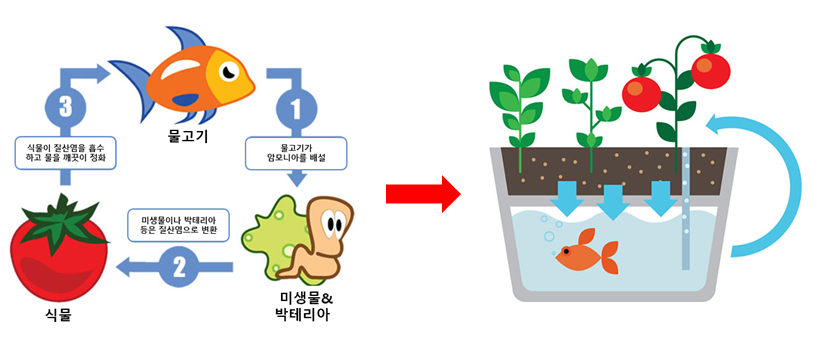 물고기
1
물고기가
암모니아를 배설
미생물&
박테리아
2
미생물이나 박테리아
등은 질산염으로 변환
식물
3
식물이 질산염을 흡수
하고 물을 깨끗이 정화